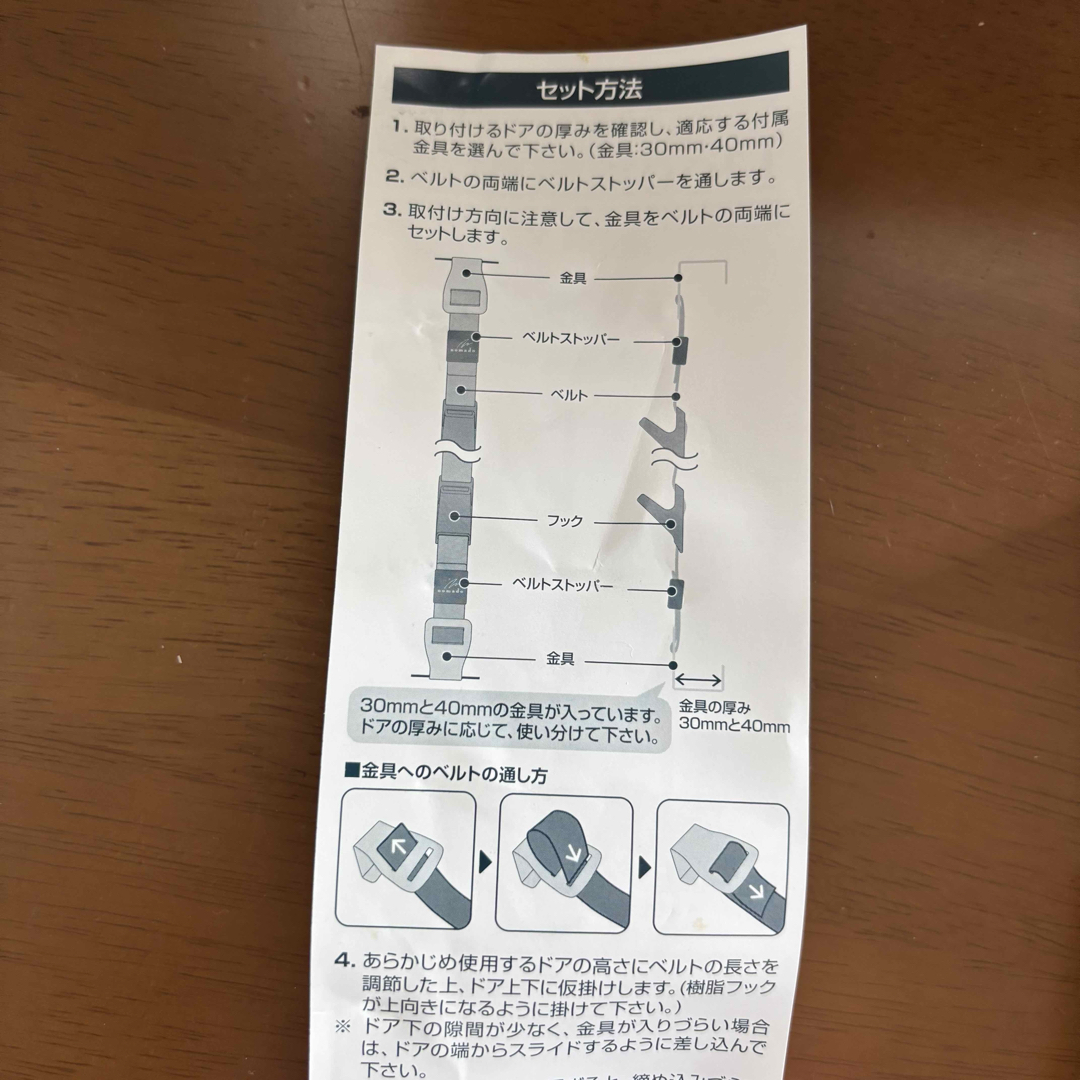 セット方法
1. 取り付けるドアの厚みを確認し、適応する付属
金具を選んで下さい。(金具:30mm・40mm)
2. ベルトの両端にベルトストッパーを通します。
3. 取付け方向に注意して、金具をベルトの両端に
セットします。
金具
ベルトストッパー
ベルト
フック
ベルトストッパー
金具
30mmと40mmの金具が入っています。
ドアの厚みに応じて、使い分けて下さい。
金具の厚み
30mmと40mm
■金具へのベルトの通し方
4. あらかじめ使用するドアの高さにベルトの長さを
調節した上、ドア上下に仮掛けします。(樹脂フック
が上向きになるように掛けて下さい。)
※ ドア下の隙間が少なく、金具が入りづらい場合
は、ドアの端からスライドするように差し込んで
下さい。